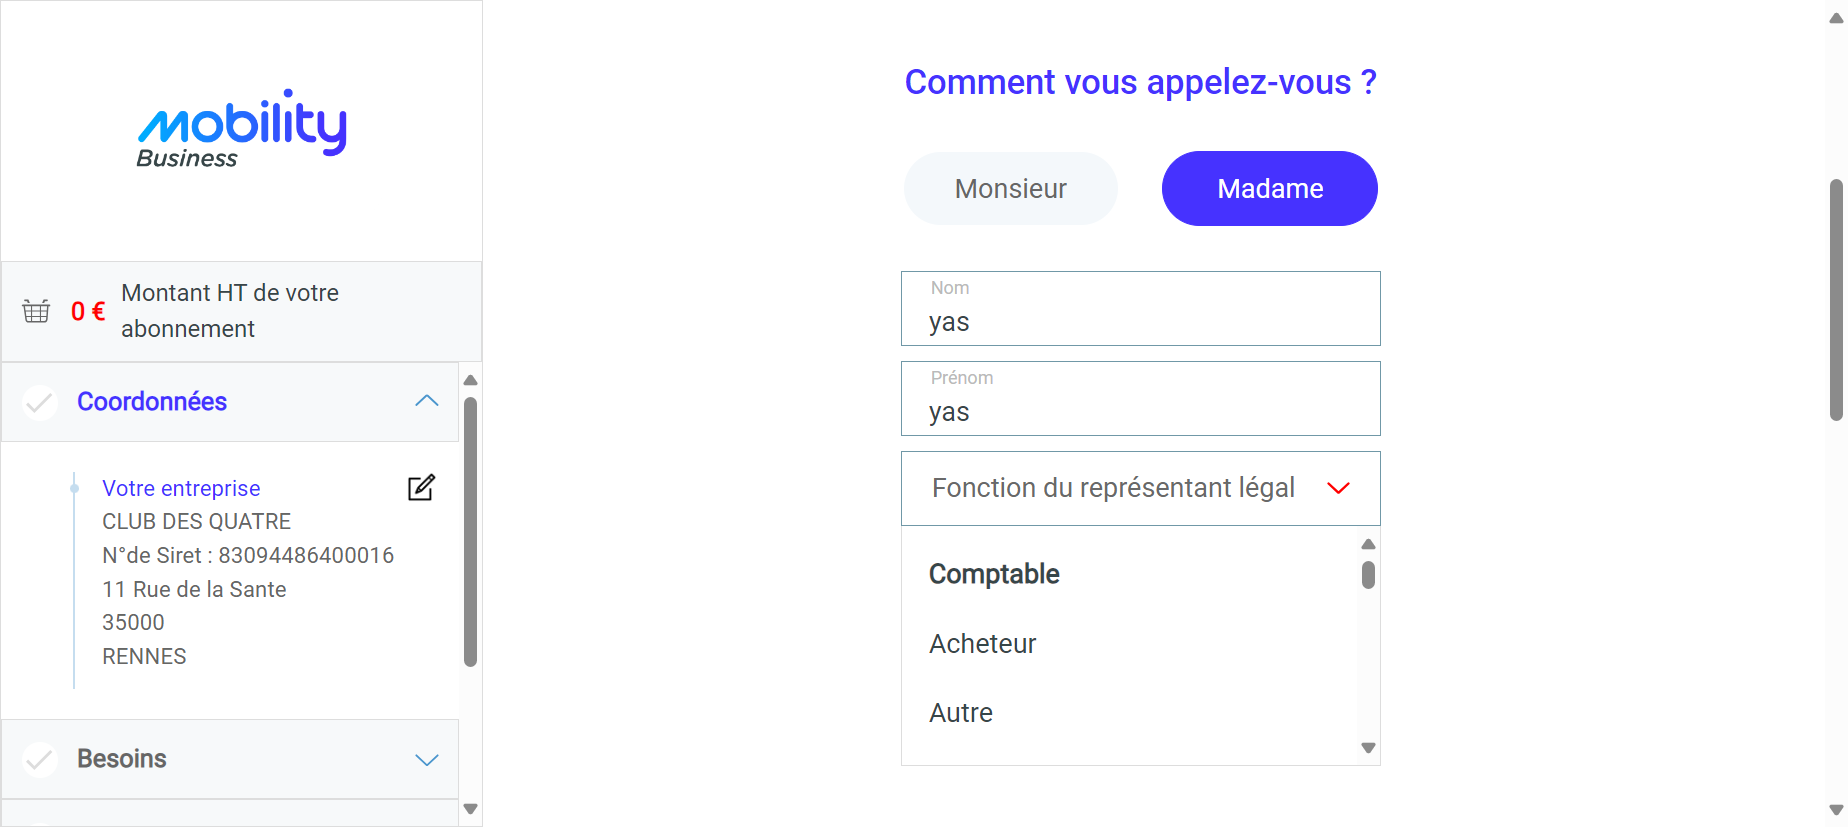 mobility
Business
0 €
Montant HT de votre
abonnement
Coordonnées
Votre entreprise
CLUB DES QUATRE
N°de Siret : 83094486400016
11 Rue de la Sante
35000
RENNES
Besoins
Comment vous appelez-vous ?
Monsieur
Madame
Nom
yas
Prénom
yas
Fonction du représentant légal
Comptable
Acheteur
Autre